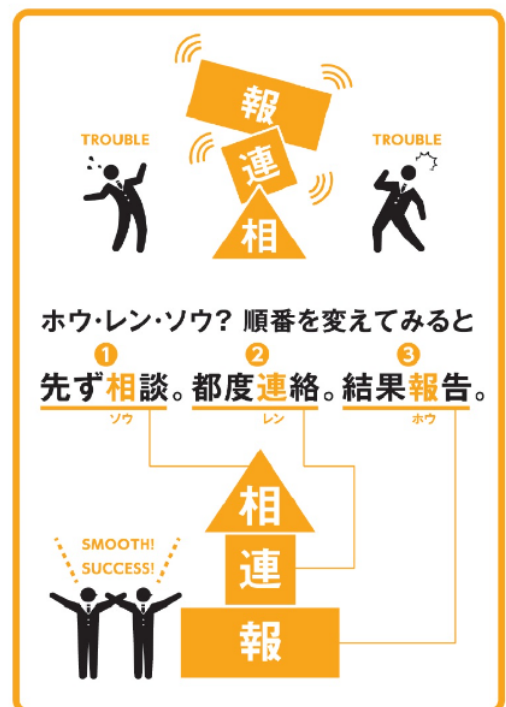 報
TROUBLE
TROUBLE
連
相
ホウ・レン・ソウ? 順番を変えてみると
1 2 3
先ず相談。都度連絡。結果報告。
ソウ レン ホウ
相
SMOOTH!
SUCCESS!
連
報